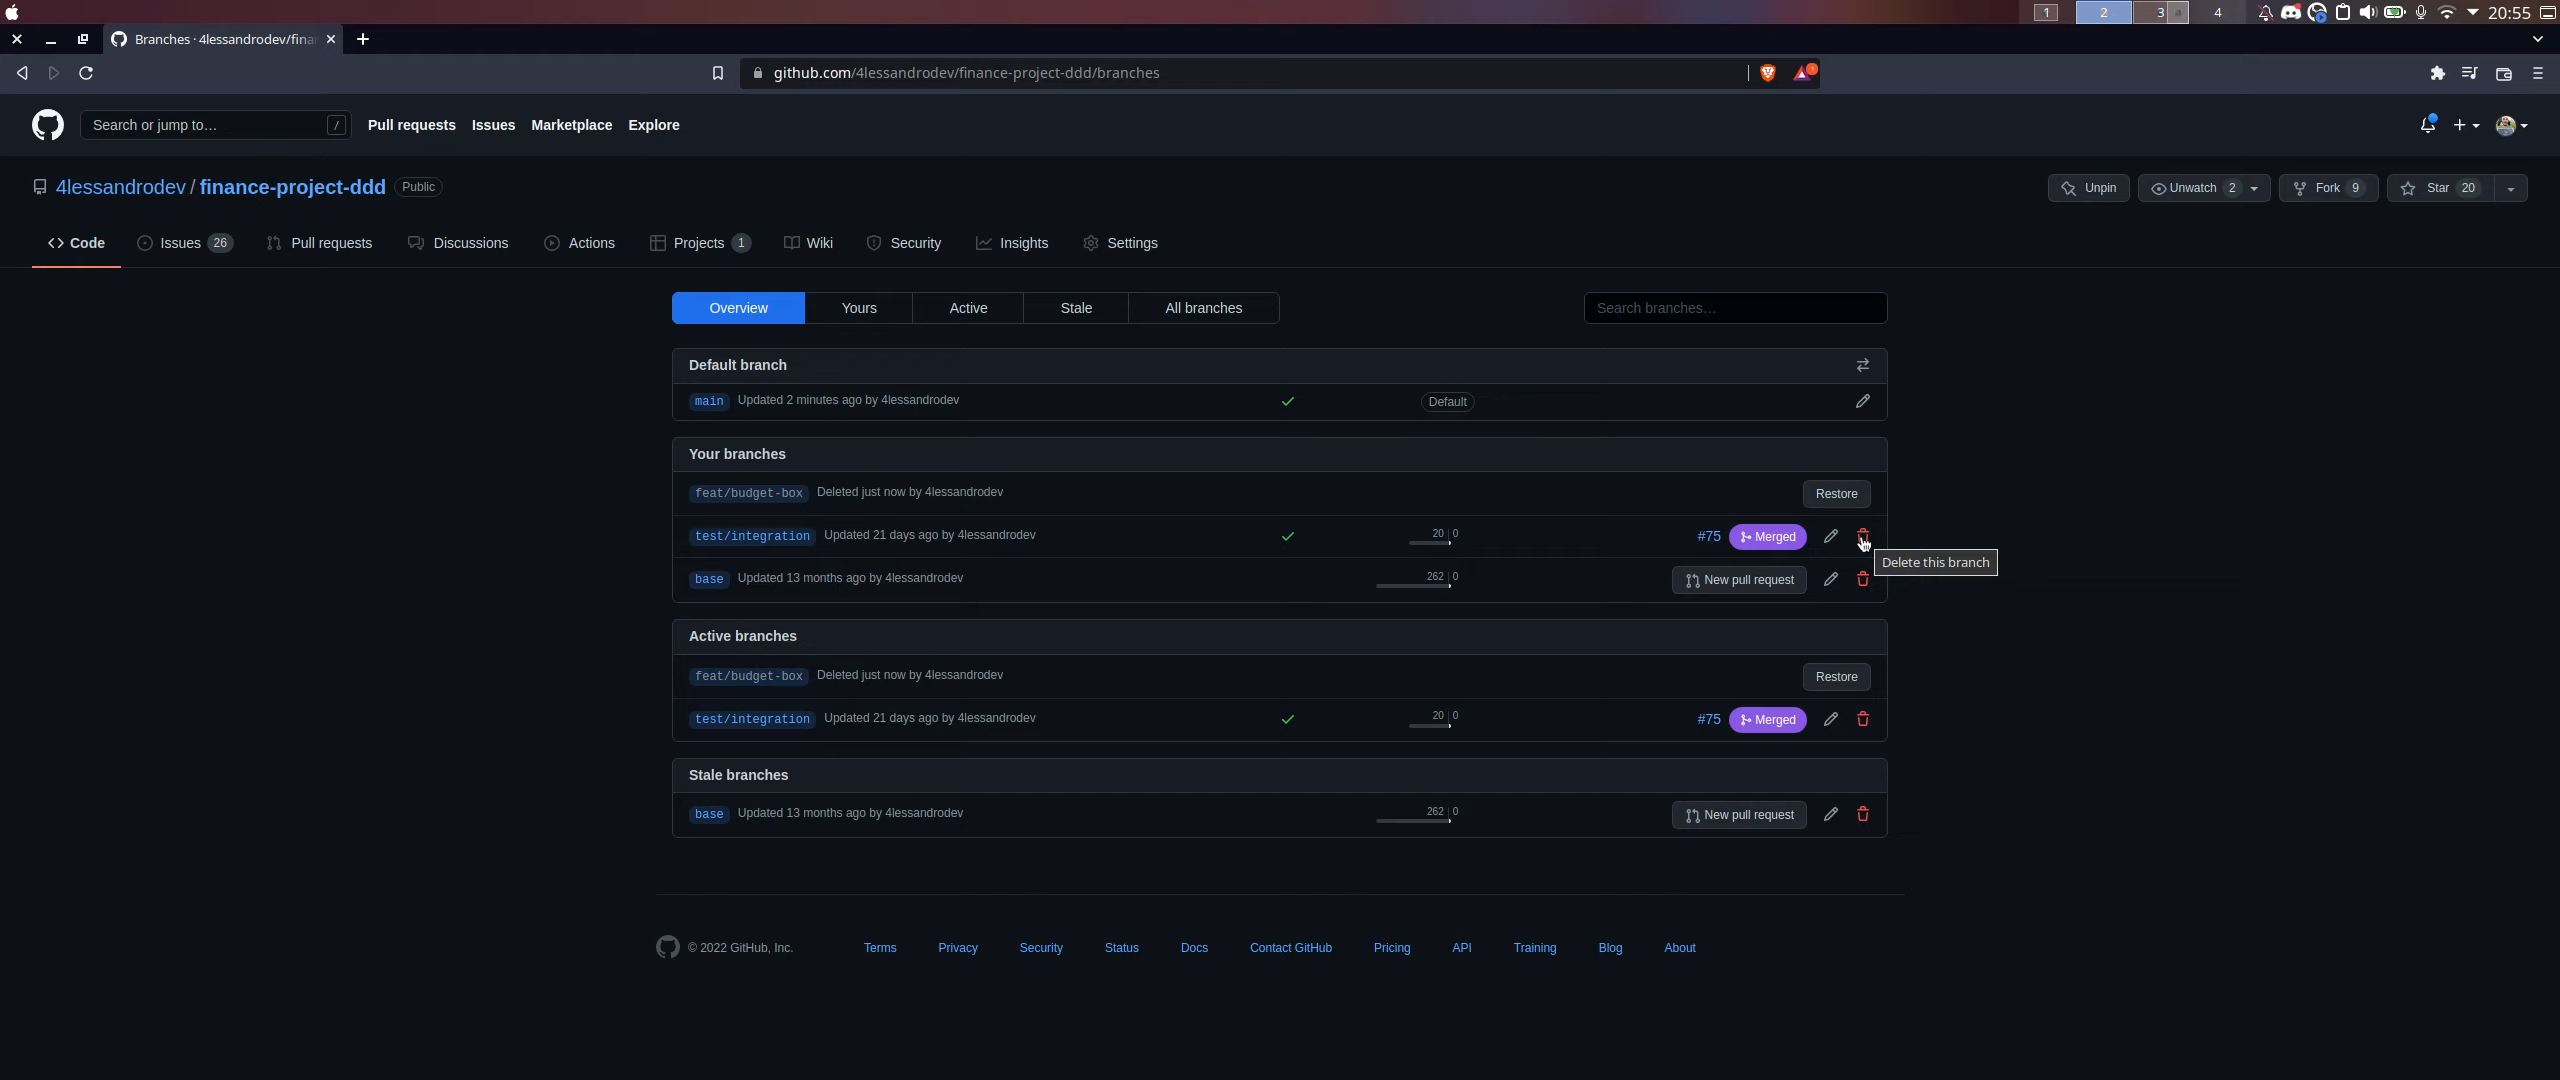 1 2 3 4 20:55
Branches · 4lessandrodev/fina
github.com/4lessandrodev/finance-project-ddd/branches
Search or jump to… / Pull requests Issues Marketplace Explore
4lessandrodev / finance-project-ddd Public
Unpin Unwatch 2 Fork 9 Star 20
Code Issues 26 Pull requests Discussions Actions Projects 1 Wiki Security Insights Settings
Overview Yours Active Stale All branches Search branches…
Default branch
main Updated 2 minutes ago by 4lessandrodev Default
Your branches
feat/budget-box Deleted just now by 4lessandrodev Restore
test/integration Updated 21 days ago by 4lessandrodev 20 0 #75 Merged
Delete this branch
base Updated 13 months ago by 4lessandrodev 262 0 New pull request
Active branches
feat/budget-box Deleted just now by 4lessandrodev Restore
test/integration Updated 21 days ago by 4lessandrodev 20 0 #75 Merged
Stale branches
base Updated 13 months ago by 4lessandrodev 262 0 New pull request
© 2022 GitHub, Inc. Terms Privacy Security Status Docs Contact GitHub Pricing API Training Blog About